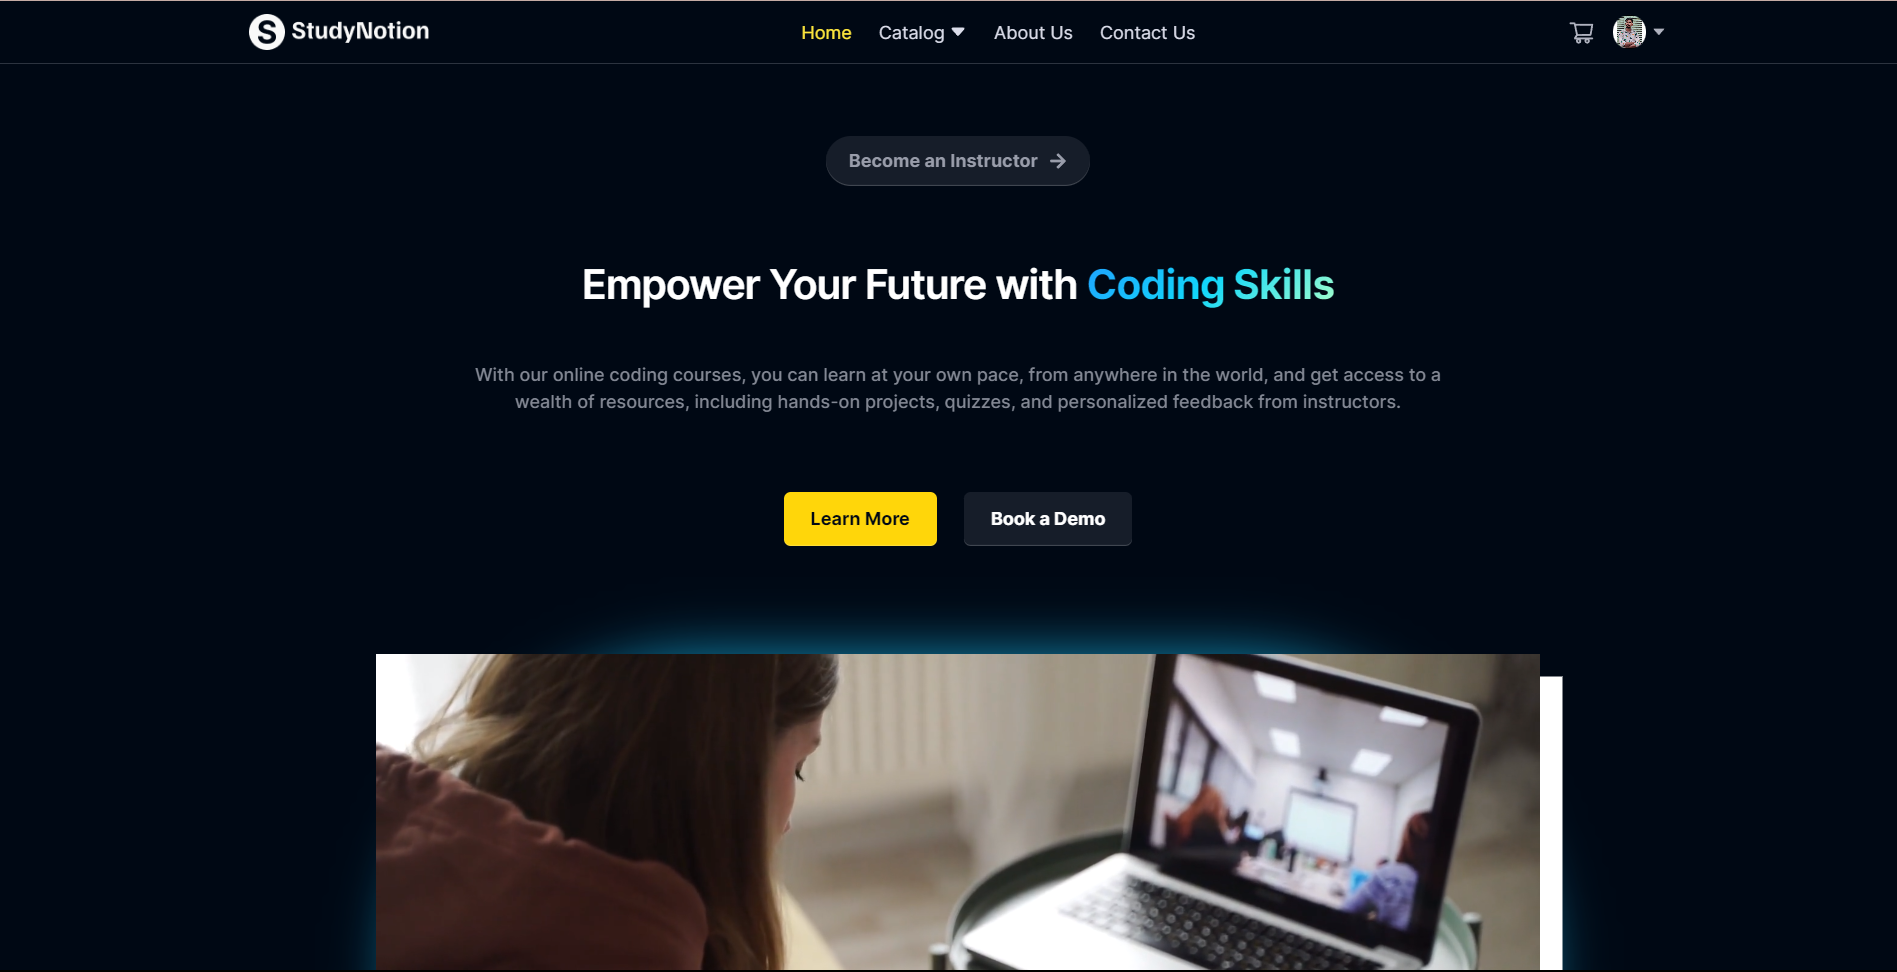 StudyNotion
Home
Catalog
About Us
Contact Us
Become an Instructor
Empower Your Future with Coding Skills
With our online coding courses, you can learn at your own pace, from anywhere in the world, and get access to a
wealth of resources, including hands-on projects, quizzes, and personalized feedback from instructors.
Learn More
Book a Demo